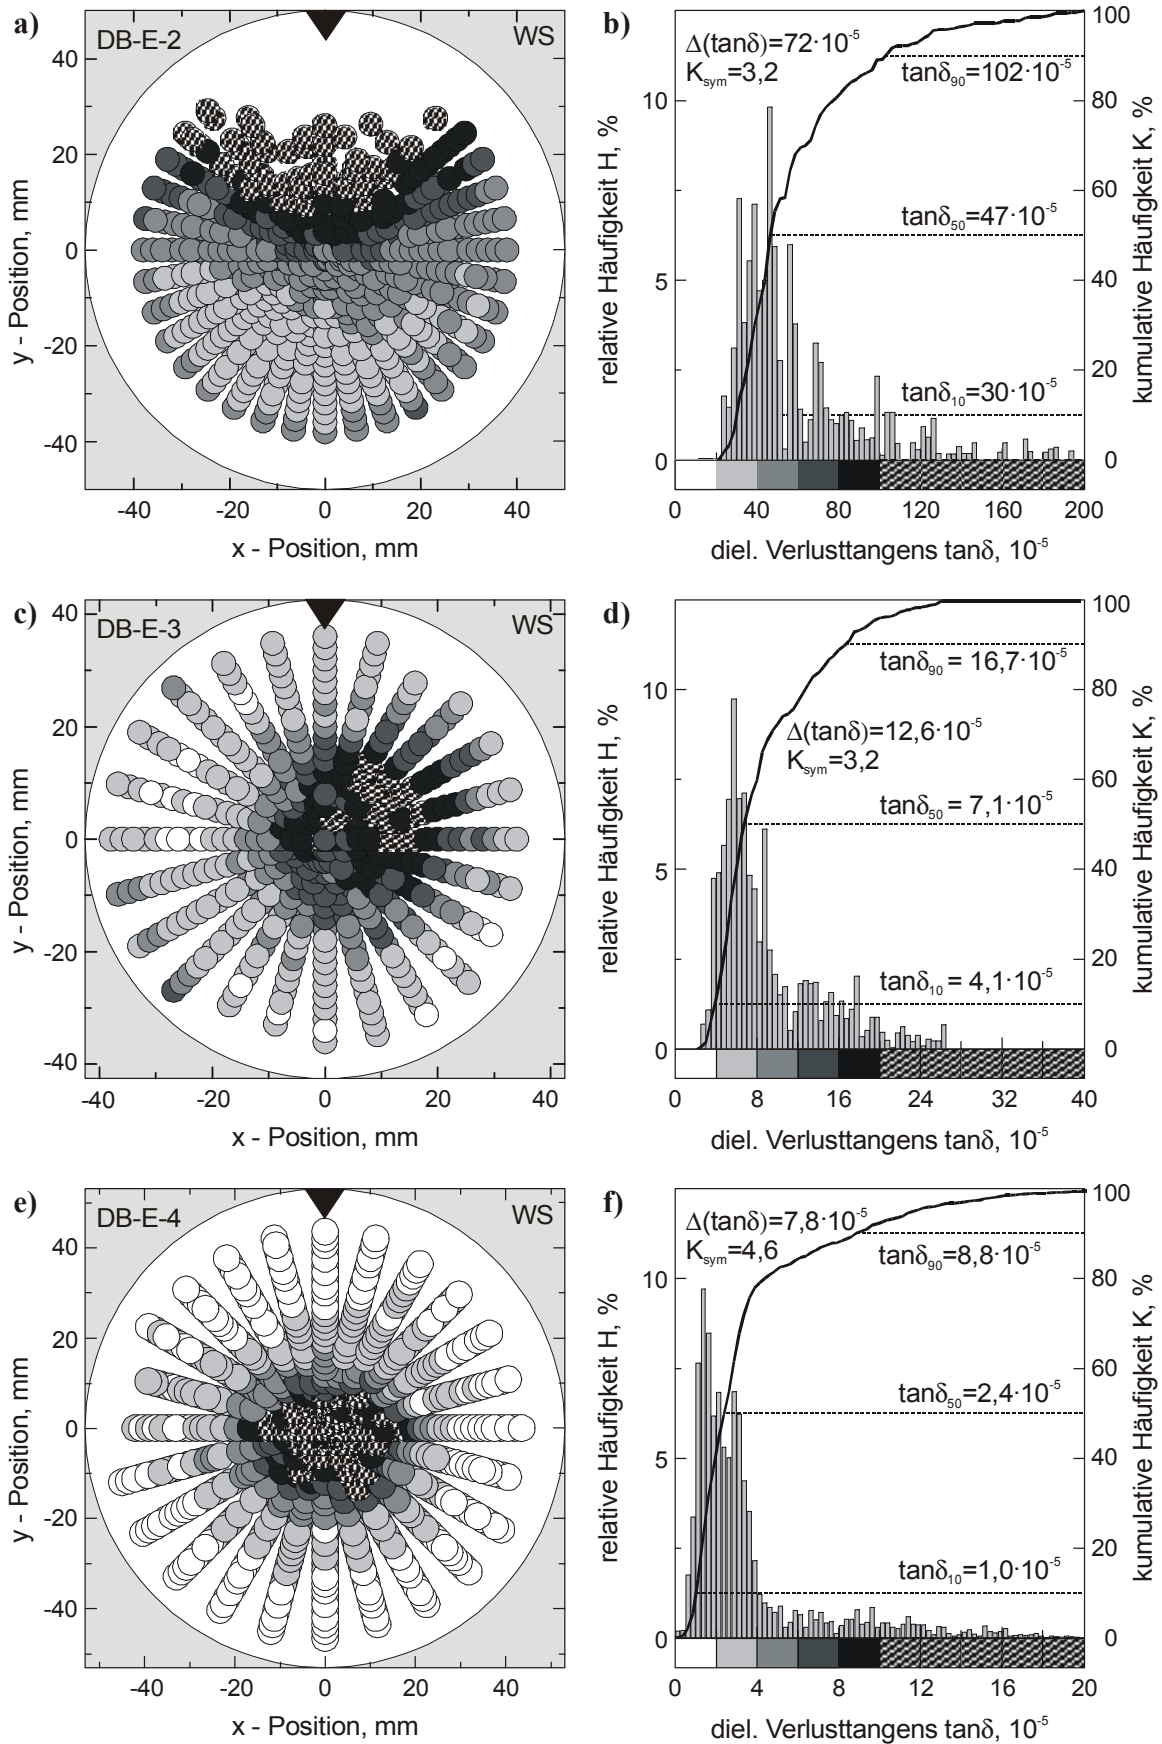 a)
DB-E-2
WS
40
20
0
-20
-40
y - Position, mm
-40 -20 0 20 40
x - Position, mm
b)
Δ(tanδ)=72·10⁻⁵
K_sym=3,2
tanδ₉₀=102·10⁻⁵
tanδ₅₀=47·10⁻⁵
tanδ₁₀=30·10⁻⁵
relative Häufigkeit H, %
10
5
0
kumulative Häufigkeit K, %
100
80
60
40
20
0
0 40 80 120 160 200
diel. Verlusttangens tanδ, 10⁻⁵
c)
DB-E-3
WS
40
20
0
-20
-40
y - Position, mm
-40 -20 0 20 40
x - Position, mm
d)
tanδ₉₀ = 16,7·10⁻⁵
Δ(tanδ)=12,6·10⁻⁵
K_sym=3,2
tanδ₅₀ = 7,1·10⁻⁵
tanδ₁₀ = 4,1·10⁻⁵
relative Häufigkeit H, %
10
5
0
kumulative Häufigkeit K, %
100
80
60
40
20
0
0 8 16 24 32 40
diel. Verlusttangens tanδ, 10⁻⁵
e)
DB-E-4
WS
40
20
0
-20
-40
y - Position, mm
-40 -20 0 20 40
x - Position, mm
f)
Δ(tanδ)=7,8·10⁻⁵
K_sym=4,6
tanδ₉₀=8,8·10⁻⁵
tanδ₅₀=2,4·10⁻⁵
tanδ₁₀=1,0·10⁻⁵
relative Häufigkeit H, %
10
5
0
kumulative Häufigkeit K, %
100
80
60
40
20
0
0 4 8 12 16 20
diel. Verlusttangens tanδ, 10⁻⁵